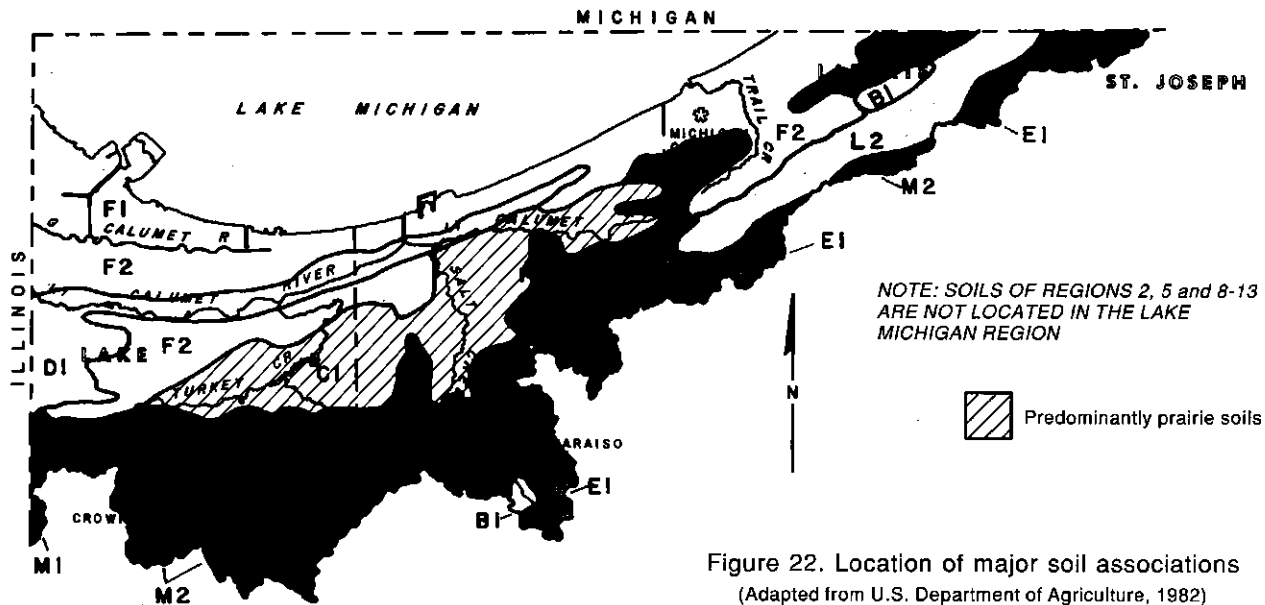 MICHIGAN
ST. JOSEPH
LAKE MICHIGAN
TRAIL CR
B1
F2
L2
E1
M2
F1
CALUMET R
CALUMET
E1
F2
RIVER
CALUMET
ILLINOIS
NOTE: SOILS OF REGIONS 2, 5 and 8-13
ARE NOT LOCATED IN THE LAKE
MICHIGAN REGION
LAKE
F2
D1
TURKEY CR
C1
SALT
N
Predominantly prairie soils
ARAISO
E1
B1
CROW
M1
M2
Figure 22. Location of major soil associations
(Adapted from U.S. Department of Agriculture, 1982)